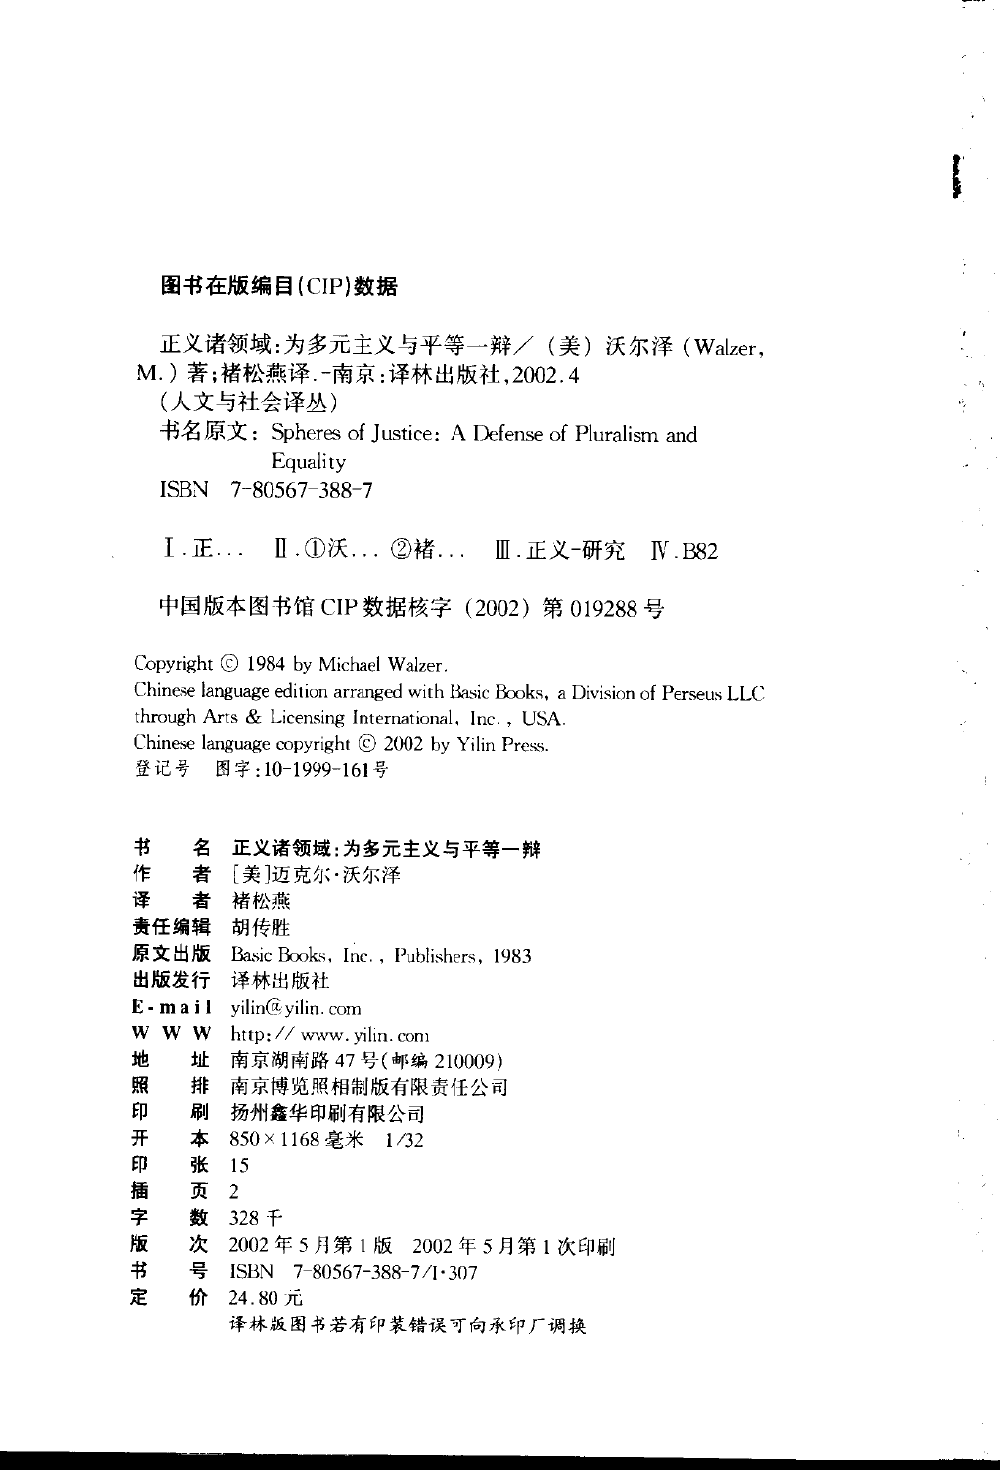 图书在版编目(CIP)数据
正义诸领域:为多元主义与平等一辩／（美）沃尔泽（Walzer,
M.）著;褚松燕译.-南京:译林出版社,2002.4
(人文与社会译丛)
书名原文: Spheres of Justice: A Defense of Pluralism and
Equality
ISBN 7-80567-388-7
Ⅰ.正… Ⅱ.①沃… ②褚… Ⅲ.正义-研究 Ⅳ.B82
中国版本图书馆CIP数据核字（2002）第019288号
Copyright © 1984 by Michael Walzer.
Chinese language edition arranged with Basic Books, a Division of Perseus LLC
through Arts & Licensing International, Inc., USA.
Chinese language copyright © 2002 by Yilin Press.
登记号 图字:10-1999-161号
书 名 正义诸领域:为多元主义与平等一辩
作 者 [美]迈克尔·沃尔泽
译 者 褚松燕
责任编辑 胡传胜
原文出版 Basic Books, Inc., Publishers, 1983
出版发行 译林出版社
E-mail yilin@yilin.com
W W W http://www.yilin.com
地 址 南京湖南路47号(邮编210009)
照 排 南京博览照相制版有限责任公司
印 刷 扬州鑫华印刷有限公司
开 本 850×1168毫米 1/32
印 张 15
插 页 2
字 数 328千
版 次 2002年5月第1版 2002年5月第1次印刷
书 号 ISBN 7-80567-388-7/I·307
定 价 24.80元
译林版图书若有印装错误可向承印厂调换